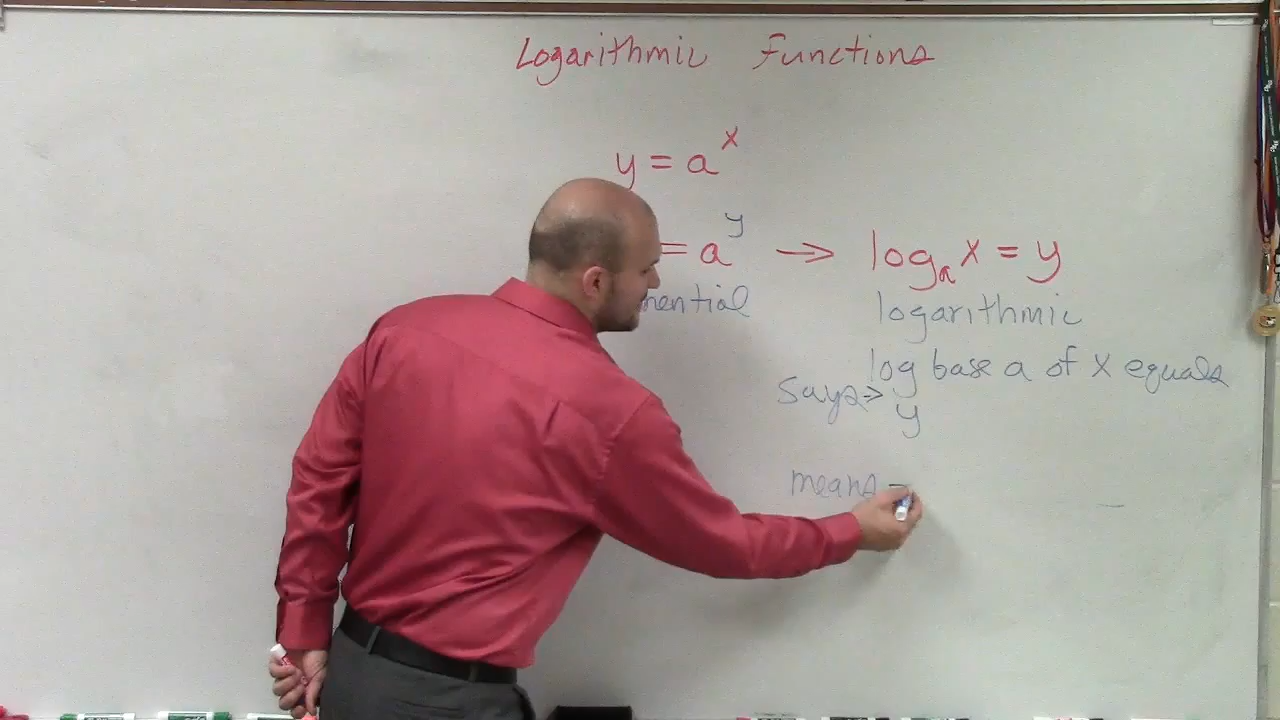 Logarithmic Functions
y = a^x
= a^y → log_a x = y
nential logarithmic
log base a of x equals
says → y
means